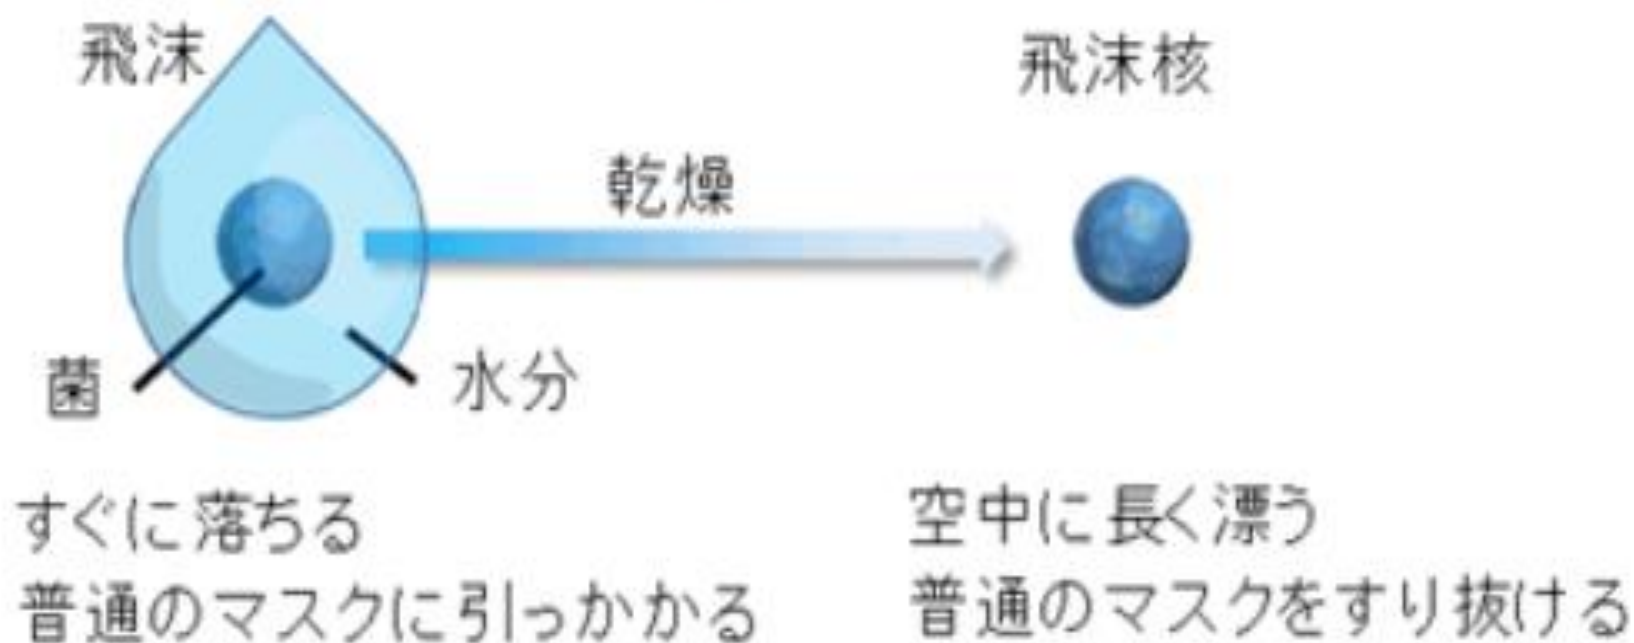 飛沫
飛沫核
乾燥
菌
水分
すぐに落ちる
普通のマスクに引っかかる
空中に長く漂う
普通のマスクをすり抜ける